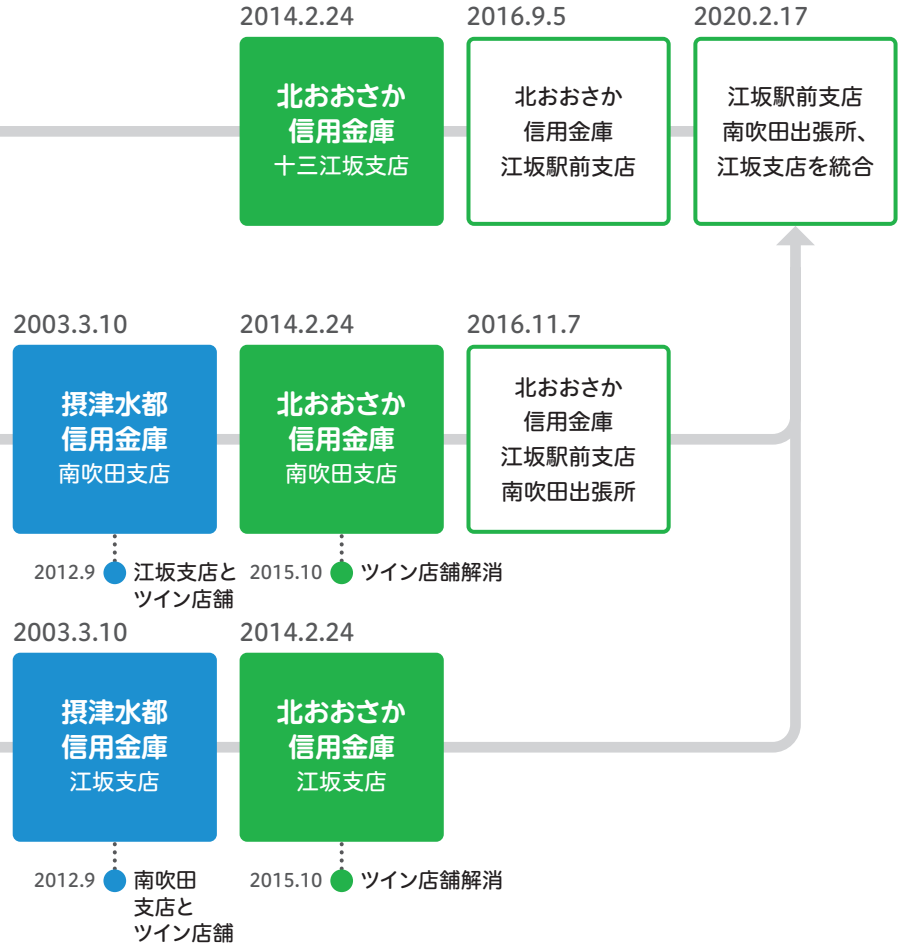 2014.2.24
北おおさか
信用金庫
十三江坂支店
2016.9.5
北おおさか
信用金庫
江坂駅前支店
2020.2.17
江坂駅前支店
南吹田出張所、
江坂支店を統合
2003.3.10
摂津水都
信用金庫
南吹田支店
2012.9
江坂支店と
ツイン店舗
2014.2.24
北おおさか
信用金庫
南吹田支店
2015.10
ツイン店舗解消
2016.11.7
北おおさか
信用金庫
江坂駅前支店
南吹田出張所
2003.3.10
摂津水都
信用金庫
江坂支店
2012.9
南吹田
支店と
ツイン店舗
2014.2.24
北おおさか
信用金庫
江坂支店
2015.10
ツイン店舗解消